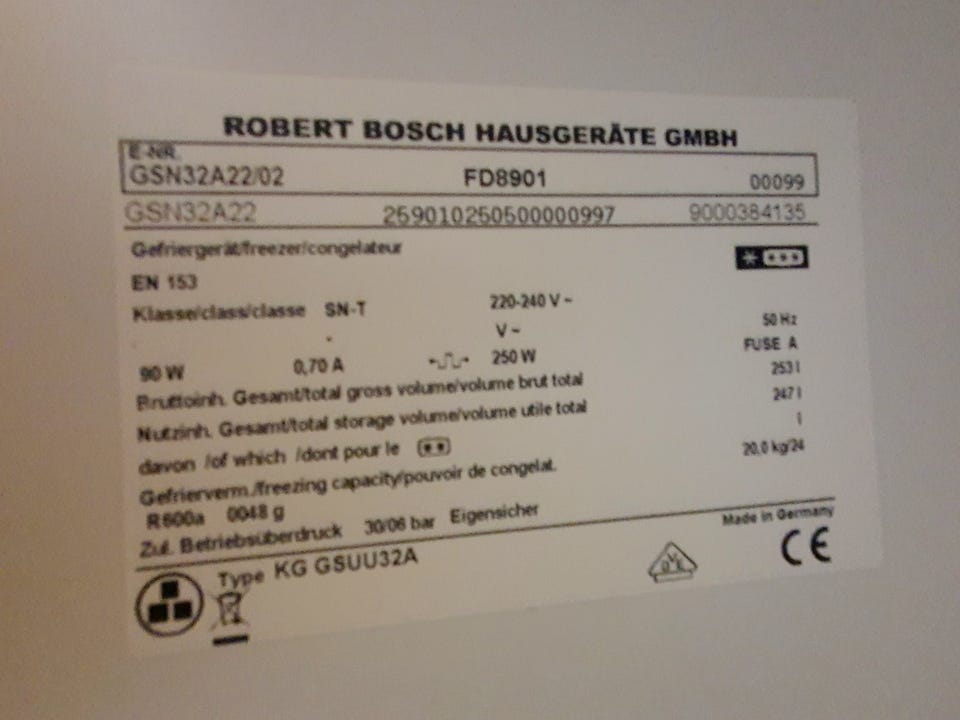 ROBERT BOSCH HAUSGERÄTE GMBH
E-NR.
GSN32A22/02 FD8901 00099
GSN32A22 259010250500000997 9000384135
Gefriergerät/freezer/congelateur
EN 153
Klasse/class/classe SN-T 220-240 V ~
V ~ 50 Hz
90 W 0,70 A 250 W FUSE A
Bruttoinh. Gesamt/total gross volume/volume brut total 253 l
Nutzinh. Gesamt/total storage volume/volume utile total 247 l
davon /of which /dont pour le l
Gefrierverm./freezing capacity/pouvoir de congelat. 20,0 kg/24
R600a 0048 g
Zul. Betriebsüberdruck 30/06 bar Eigensicher Made in Germany
Type KG GSUU32A DVE CE